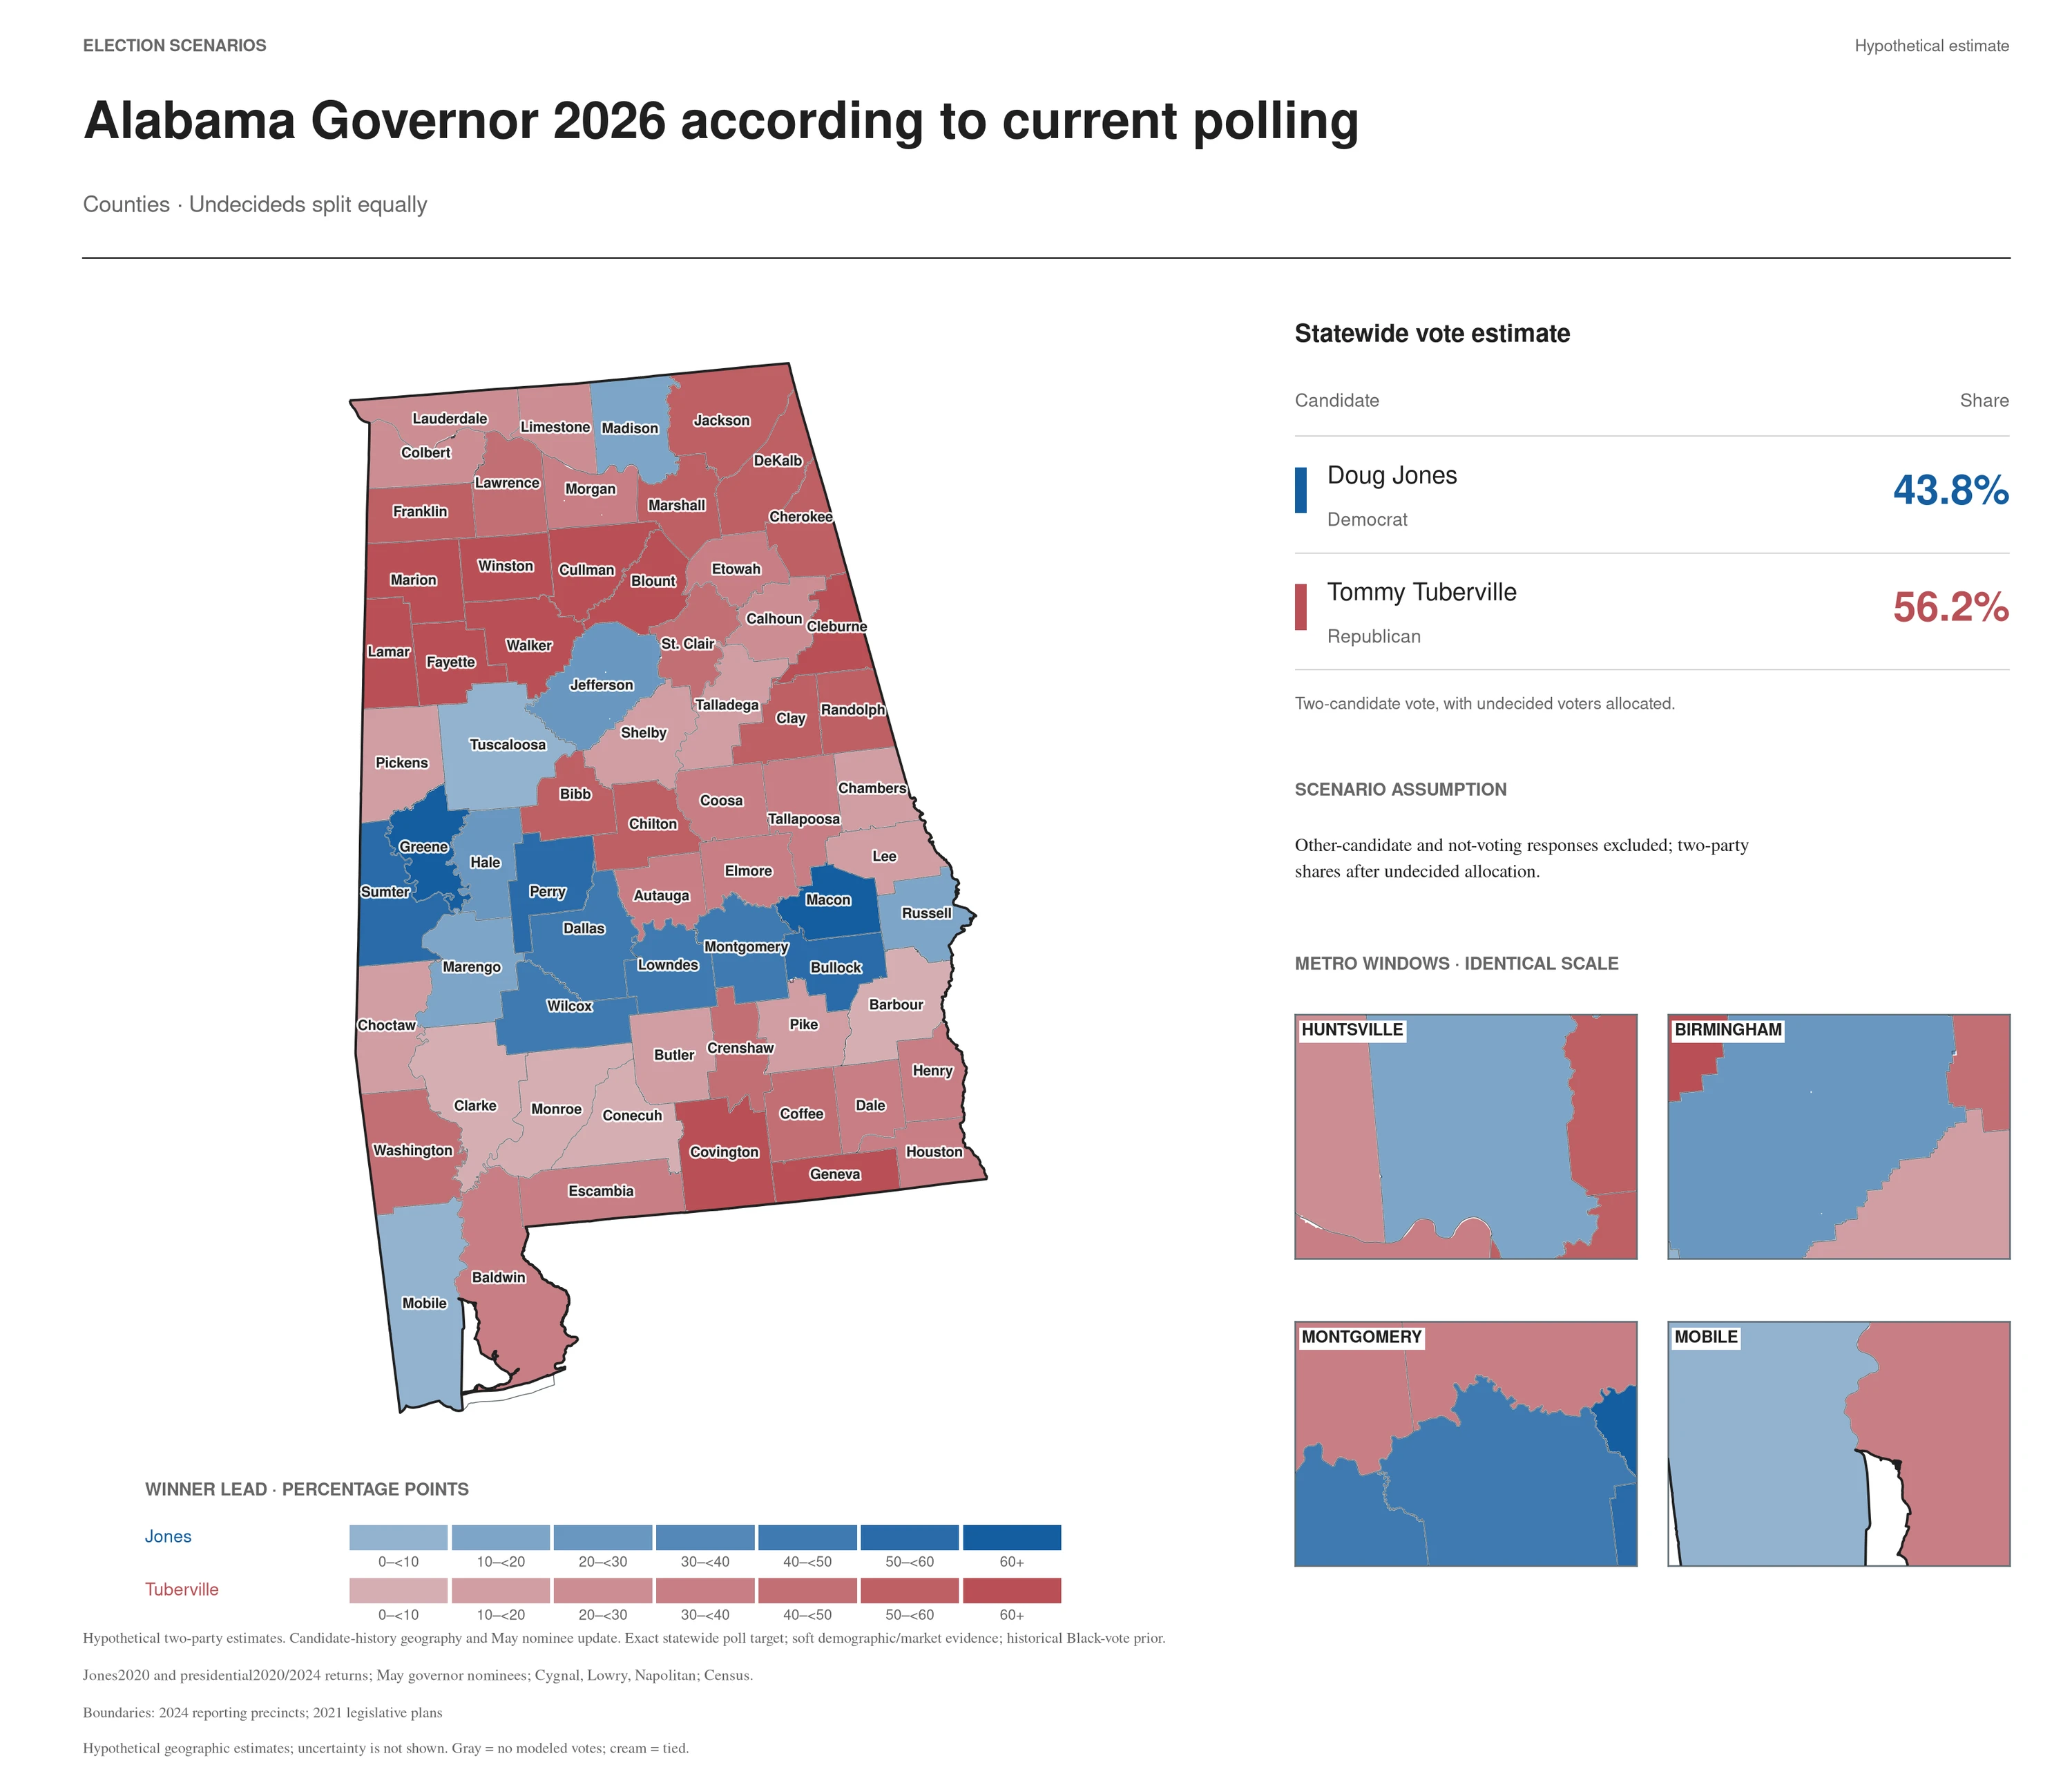 ELECTION SCENARIOS
Hypothetical estimate
Alabama Governor 2026 according to current polling
Counties · Undecideds split equally
Lauderdale
Limestone
Madison
Jackson
Colbert
Lawrence
Morgan
DeKalb
Franklin
Marshall
Cherokee
Marion
Winston
Cullman
Blount
Etowah
Calhoun
Cleburne
Lamar
Fayette
Walker
St. Clair
Jefferson
Talladega
Clay
Randolph
Shelby
Tuscaloosa
Pickens
Bibb
Chilton
Coosa
Tallapoosa
Chambers
Greene
Hale
Lee
Elmore
Sumter
Perry
Autauga
Macon
Russell
Dallas
Montgomery
Marengo
Lowndes
Bullock
Wilcox
Barbour
Choctaw
Pike
Butler
Crenshaw
Henry
Clarke
Monroe
Conecuh
Coffee
Dale
Washington
Covington
Houston
Geneva
Escambia
Baldwin
Mobile
WINNER LEAD · PERCENTAGE POINTS
Jones
0–<10 10–<20 20–<30 30–<40 40–<50 50–<60 60+
Tuberville
0–<10 10–<20 20–<30 30–<40 40–<50 50–<60 60+
Statewide vote estimate
Candidate Share
Doug Jones
Democrat
43.8%
Tommy Tuberville
Republican
56.2%
Two-candidate vote, with undecided voters allocated.
SCENARIO ASSUMPTION
Other-candidate and not-voting responses excluded; two-party
shares after undecided allocation.
METRO WINDOWS · IDENTICAL SCALE
HUNTSVILLE
BIRMINGHAM
MONTGOMERY
MOBILE
Hypothetical two-party estimates. Candidate-history geography and May nominee update. Exact statewide poll target; soft demographic/market evidence; historical Black-vote prior.
Jones2020 and presidential2020/2024 returns; May governor nominees; Cygnal, Lowry, Napolitan; Census.
Boundaries: 2024 reporting precincts; 2021 legislative plans
Hypothetical geographic estimates; uncertainty is not shown. Gray = no modeled votes; cream = tied.